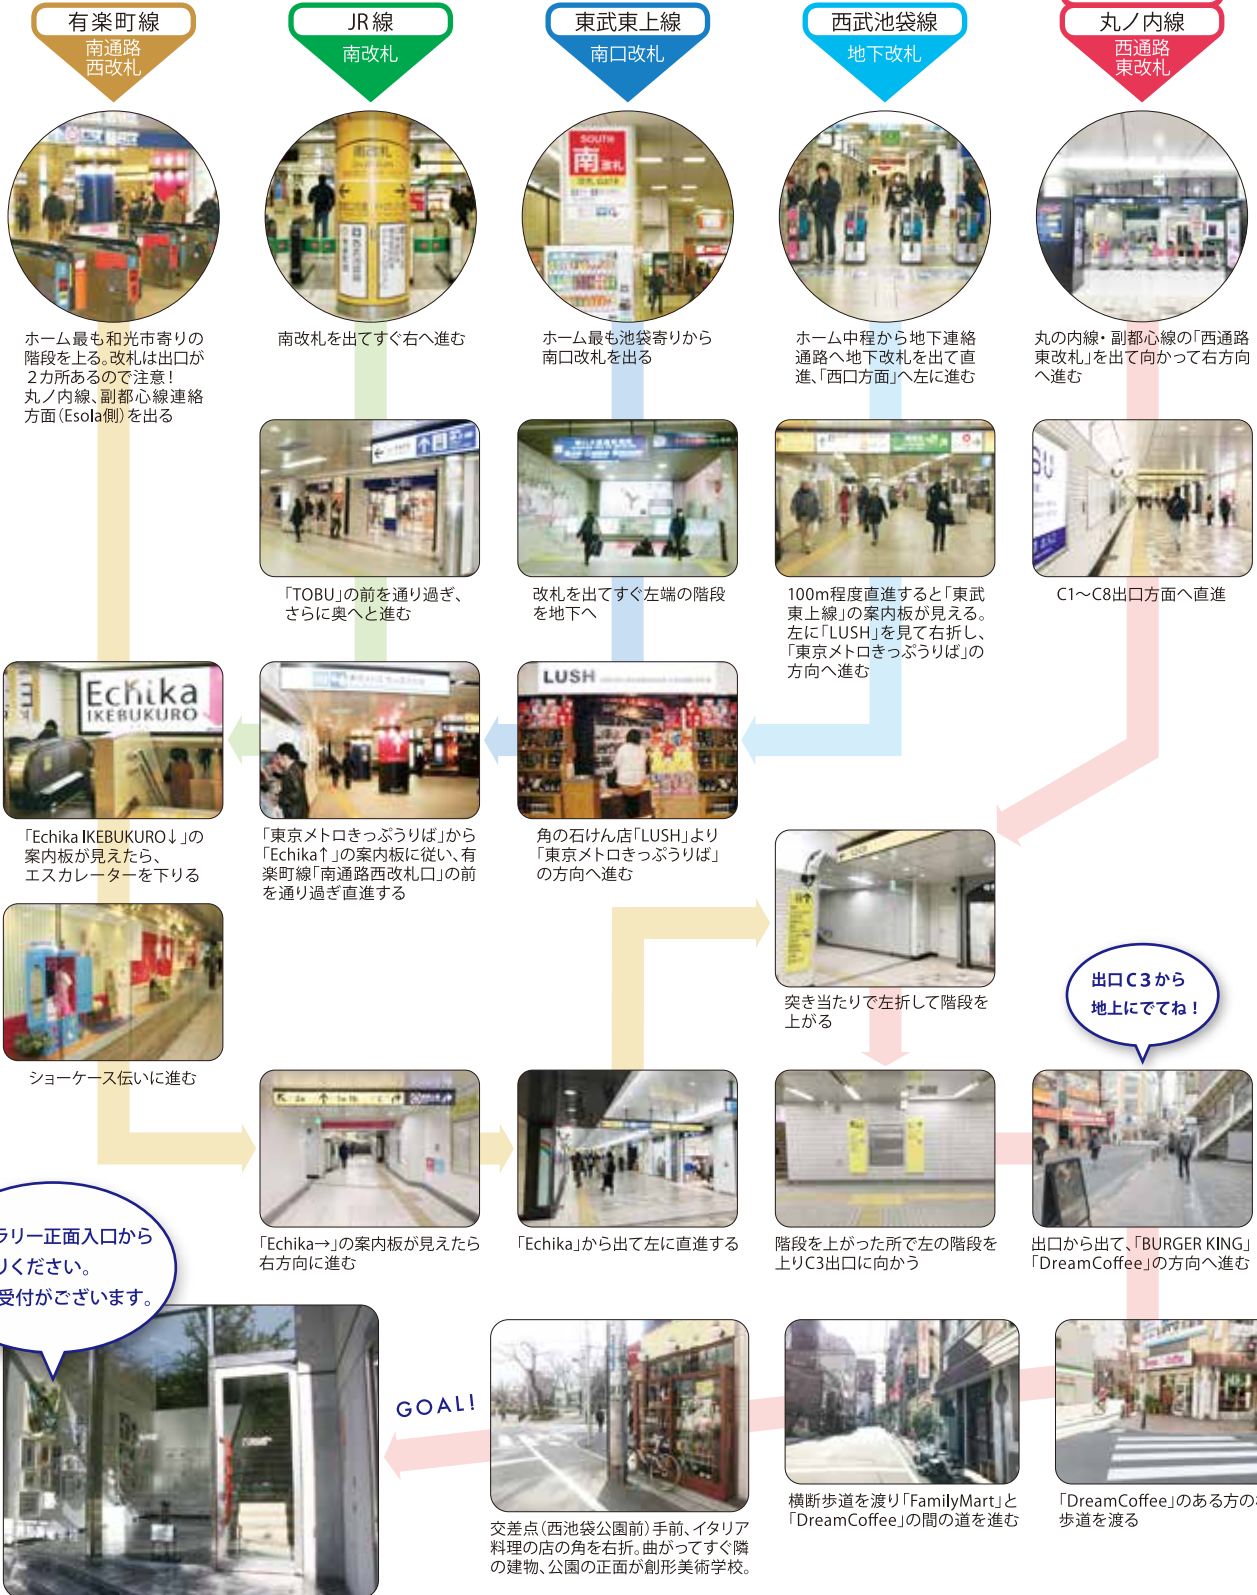 有楽町線
南通路
西改札
JR線
南改札
東武東上線
南口改札
西武池袋線
地下改札
丸ノ内線
西通路
東改札
南改札
SOUTH
南改札
ホーム最も和光市寄りの
階段を上る。改札は出口が
2カ所あるので注意!
丸ノ内線、副都心線連絡
方面(Esola側)を出る
南改札を出てすぐ右へ進む
ホーム最も池袋寄りから
南口改札を出る
ホーム中程から地下連絡
通路へ地下改札を出て直
進、「西口方面」へ左に進む
丸の内線・副都心線の「西通路
東改札」を出て向かって右方向
へ進む
「TOBU」の前を通り過ぎ、
さらに奥へと進む
改札を出てすぐ左端の階段
を地下へ
100m程度直進すると「東武
東上線」の案内板が見える。
左に「LUSH」を見て右折し、
「東京メトロきっぷうりば」の
方向へ進む
C1〜C8出口方面へ直進
Echika
IKEBUKURO
LUSH
「Echika IKEBUKURO↓」の
案内板が見えたら、
エスカレーターを下りる
「東京メトロきっぷうりば」から
「Echika↑」の案内板に従い、有
楽町線「南通路西改札口」の前
を通り過ぎ直進する
角の石けん店「LUSH」より
「東京メトロきっぷうりば」
の方向へ進む
突き当たりで左折して階段を
上がる
出口C3から
地上にでてね!
ショーケース伝いに進む
「Echika→」の案内板が見えたら
右方向に進む
「Echika」から出て左に直進する
階段を上がった所で左の階段を
上りC3出口に向かう
出口から出て、「BURGER KING」
「DreamCoffee」の方向へ進む
ラリー正面入口から
りください。
受付がございます。
GOAL!
交差点(西池袋公園前)手前、イタリア
料理の店の角を右折。曲がってすぐ隣
の建物、公園の正面が創形美術学校。
横断歩道を渡り「FamilyMart」と
「DreamCoffee」の間の道を進む
「DreamCoffee」のある方の
歩道を渡る